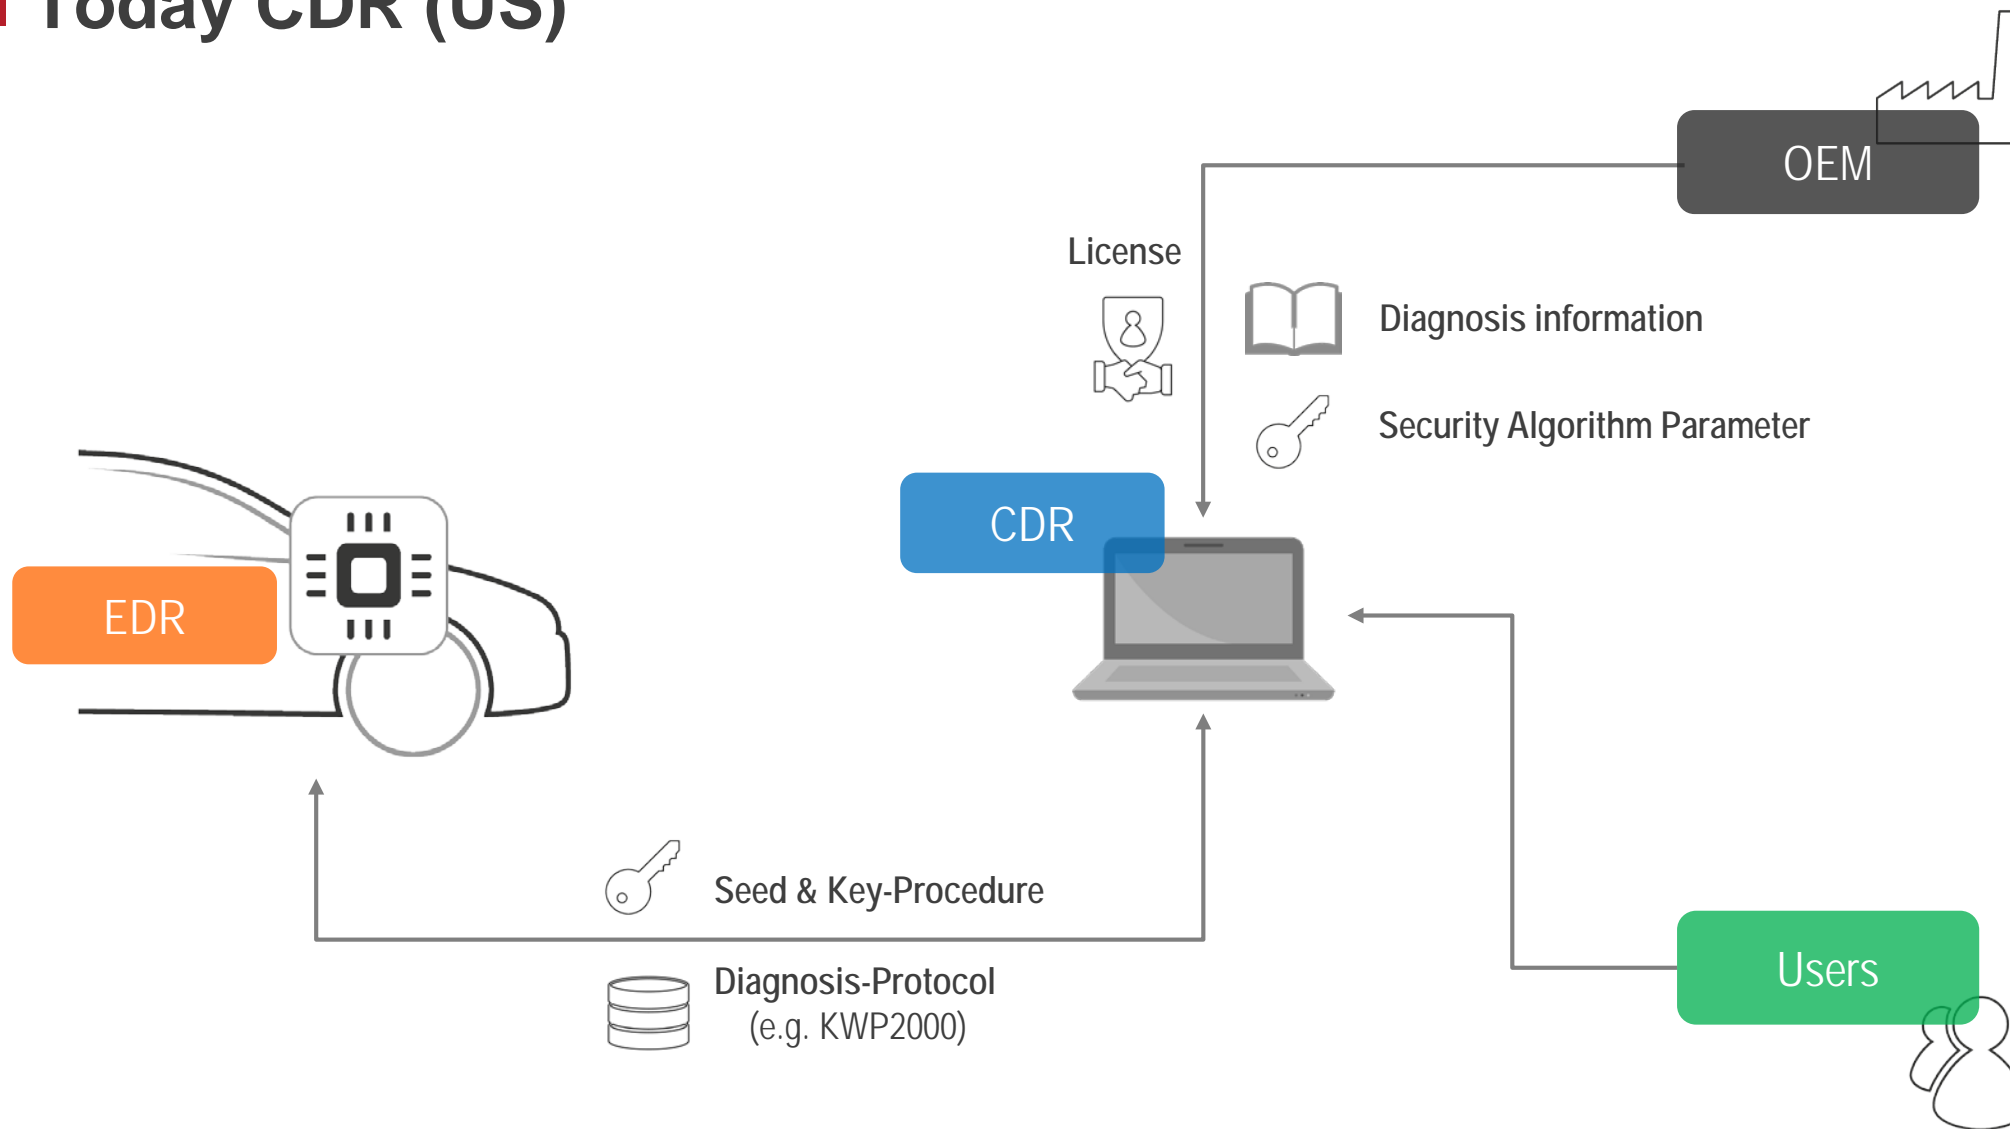 Today CDR (US)
OEM
License
Diagnosis information
Security Algorithm Parameter
CDR
EDR
Seed & Key-Procedure
Diagnosis-Protocol
(e.g. KWP2000)
Users